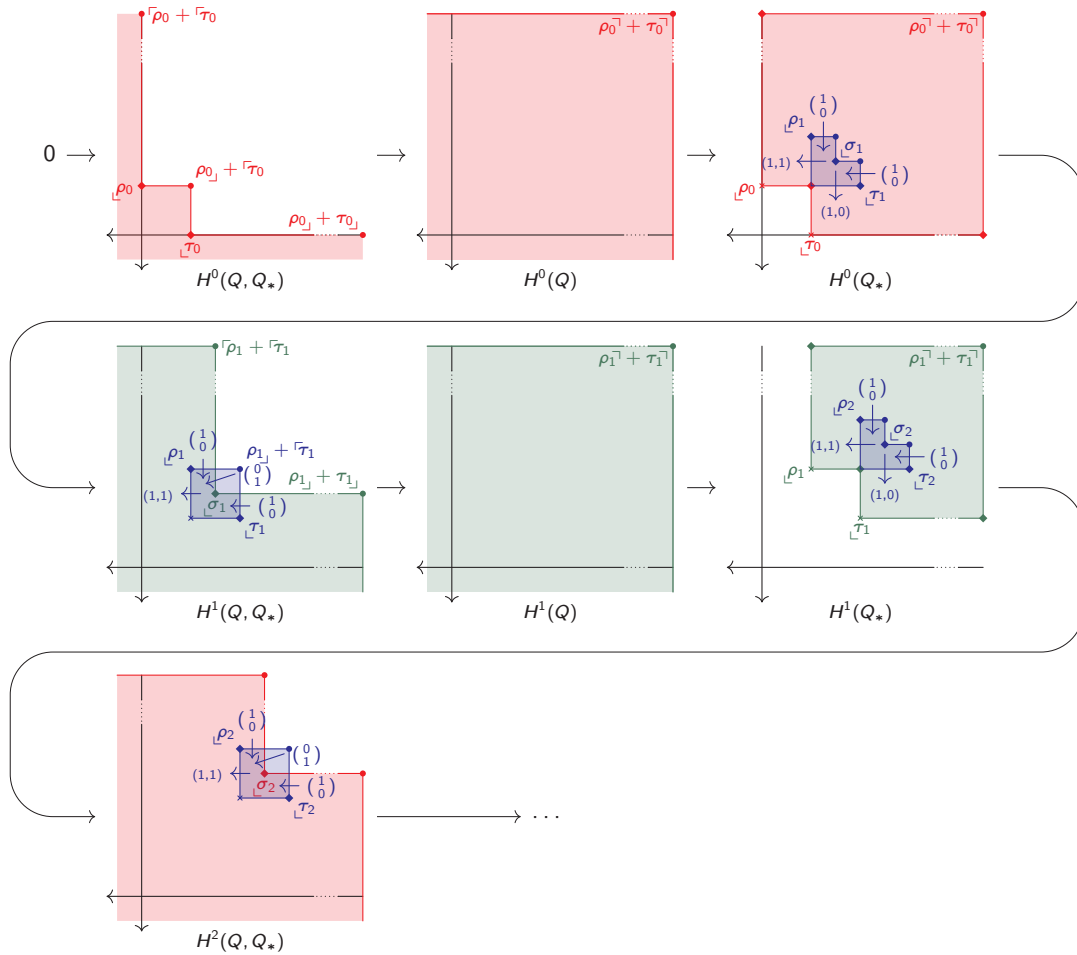 ⌜ρ₀ + ⌜τ₀
ρ₀⌝ + τ₀⌝
ρ₀⌝ + τ₀⌝
0
⌞ρ₀
ρ₀⌟ + ⌜τ₀
ρ₀⌟ + τ₀⌟
⌞τ₀
(1 0)
⌞ρ₁
⌞σ₁
(1,1)
(1 0)
⌞ρ₀
⌞τ₁
(1,0)
⌞τ₀
H⁰(Q, Q∗)
H⁰(Q)
H⁰(Q∗)
⌜ρ₁ + ⌜τ₁
ρ₁⌝ + τ₁⌝
ρ₁⌝ + τ₁⌝
(1 0)
⌞ρ₁
ρ₁⌟ + ⌜τ₁
(0 1)
ρ₁⌟ + τ₁⌟
(1,1)
⌞σ₁
(1 0)
⌞τ₁
(1 0)
⌞ρ₂
⌞σ₂
(1,1)
(1 0)
⌞ρ₁
⌞τ₂
(1,0)
⌞τ₁
H¹(Q, Q∗)
H¹(Q)
H¹(Q∗)
(1 0)
⌞ρ₂
(0 1)
(1,1)
⌞σ₂
(1 0)
⌞τ₂
⋯
H²(Q, Q∗)